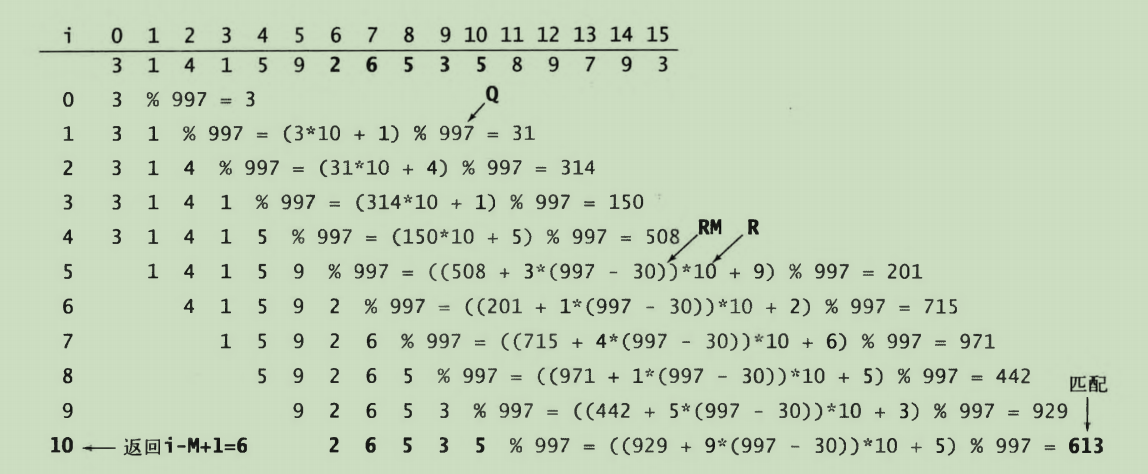 i 0 1 2 3 4 5 6 7 8 9 10 11 12 13 14 15
3 1 4 1 5 9 2 6 5 3 5 8 9 7 9 3
0 3 % 997 = 3
Q
1 3 1 % 997 = (3*10 + 1) % 997 = 31
2 3 1 4 % 997 = (31*10 + 4) % 997 = 314
3 3 1 4 1 % 997 = (314*10 + 1) % 997 = 150
4 3 1 4 1 5 % 997 = (150*10 + 5) % 997 = 508
RM R
5 1 4 1 5 9 % 997 = ((508 + 3*(997 - 30))*10 + 9) % 997 = 201
6 4 1 5 9 2 % 997 = ((201 + 1*(997 - 30))*10 + 2) % 997 = 715
7 1 5 9 2 6 % 997 = ((715 + 4*(997 - 30))*10 + 6) % 997 = 971
8 5 9 2 6 5 % 997 = ((971 + 1*(997 - 30))*10 + 5) % 997 = 442
匹配
9 9 2 6 5 3 % 997 = ((442 + 5*(997 - 30))*10 + 3) % 997 = 929
10 ← 返回i-M+1=6 2 6 5 3 5 % 997 = ((929 + 9*(997 - 30))*10 + 5) % 997 = 613